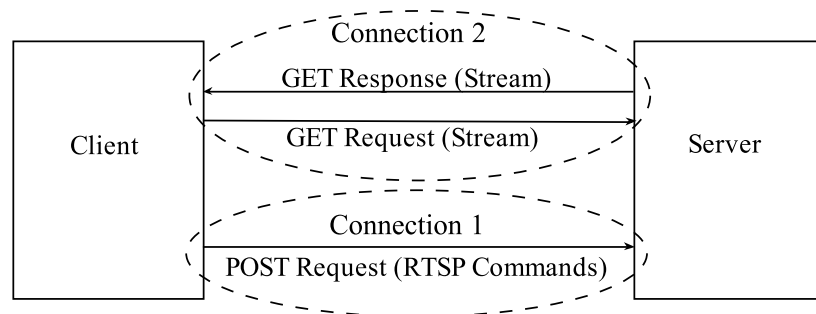 Connection 2
GET Response (Stream)
GET Request (Stream)
Client
Server
Connection 1
POST Request (RTSP Commands)